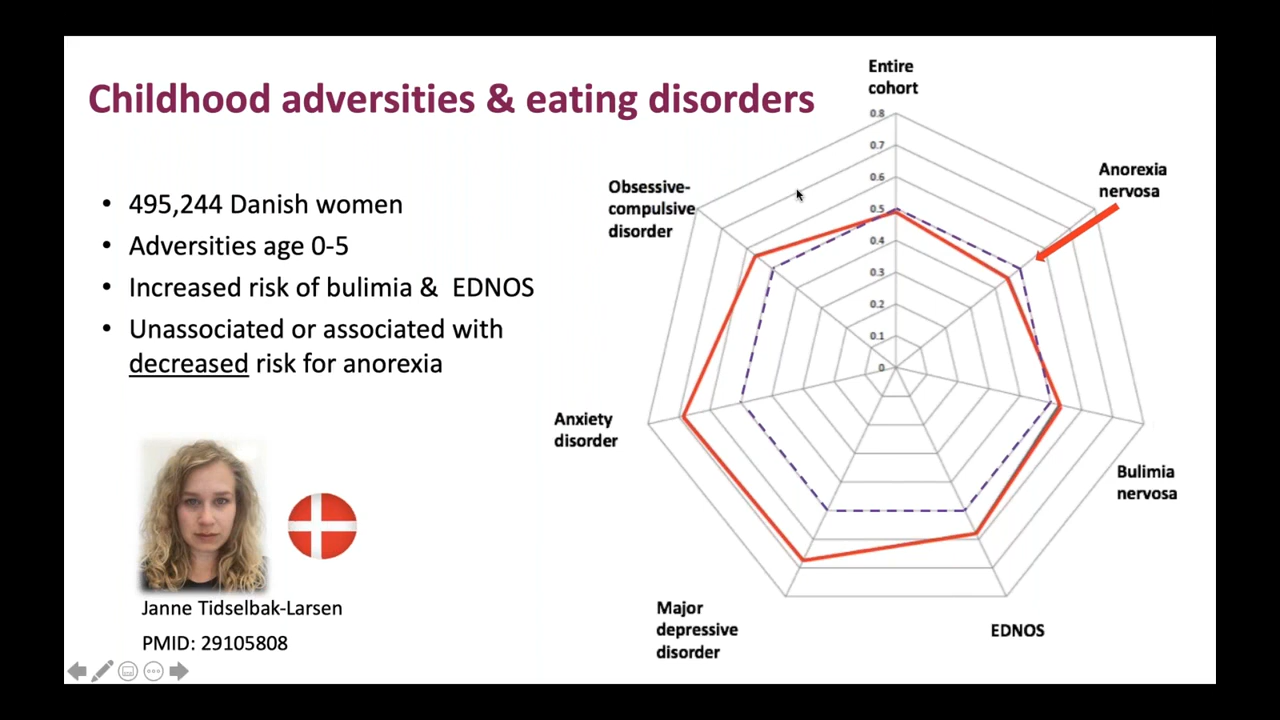 Childhood adversities & eating disorders
• 495,244 Danish women
• Adversities age 0-5
• Increased risk of bulimia & EDNOS
• Unassociated or associated with
decreased risk for anorexia
Janne Tidselbak-Larsen
PMID: 29105808
Entire
cohort
0.8
0.7
0.6
0.5
0.4
0.3
0.2
0.1
0
Anorexia
nervosa
Bulimia
nervosa
EDNOS
Major
depressive
disorder
Anxiety
disorder
Obsessive-
compulsive
disorder